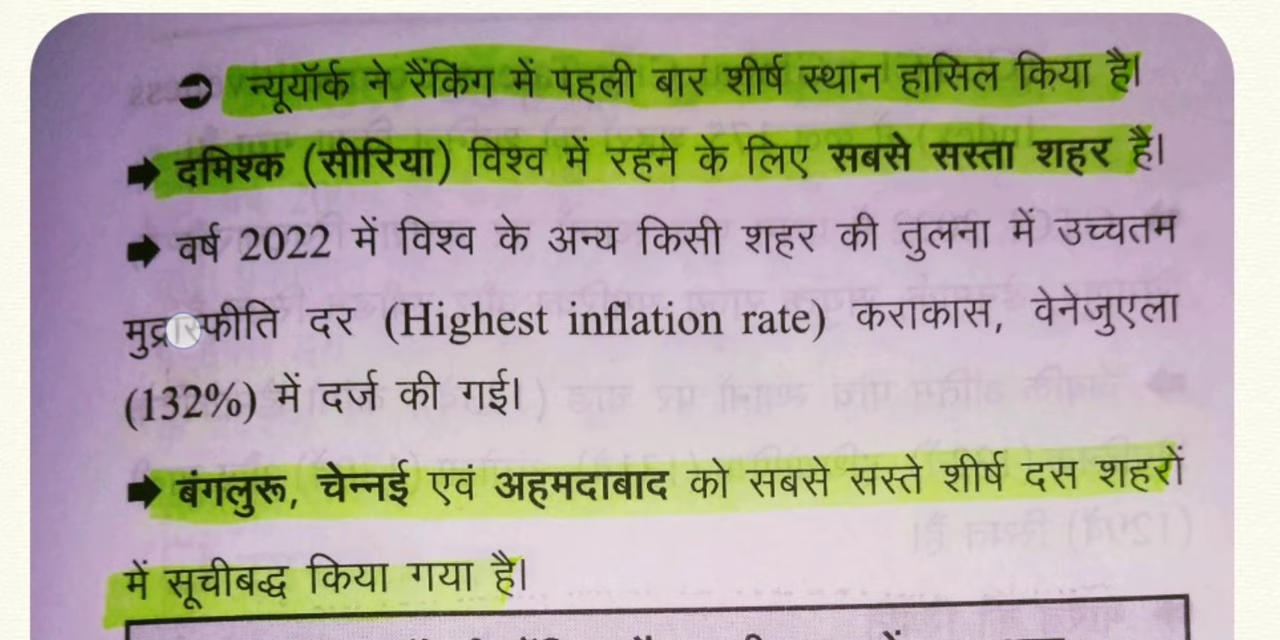 ➲ न्यूयॉर्क ने रैंकिंग में पहली बार शीर्ष स्थान हासिल किया है।
➡ दमिश्क (सीरिया) विश्व में रहने के लिए सबसे सस्ता शहर है।
➡ वर्ष 2022 में विश्व के अन्य किसी शहर की तुलना में उच्चतम
मुद्रास्फीति दर (Highest inflation rate) कराकास, वेनेजुएला
(132%) में दर्ज की गई।
➡ बंगलुरू, चेन्नई एवं अहमदाबाद को सबसे सस्ते शीर्ष दस शहरों
में सूचीबद्ध किया गया है।